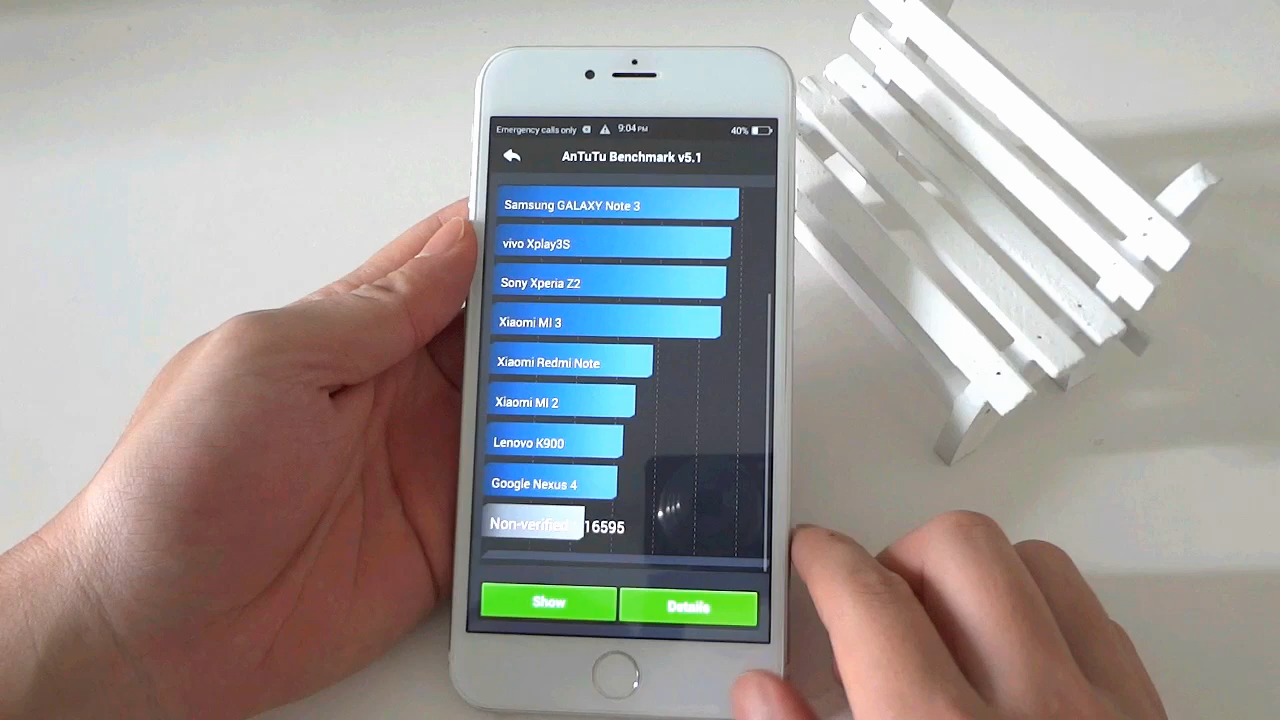 Emergency calls only 9:04 PM 40%
AnTuTu Benchmark v5.1
Samsung GALAXY Note 3
vivo Xplay3S
Sony Xperia Z2
Xiaomi MI 3
Xiaomi Redmi Note
Xiaomi MI 2
Lenovo K900
Google Nexus 4
Non-verified 16595
Show Details